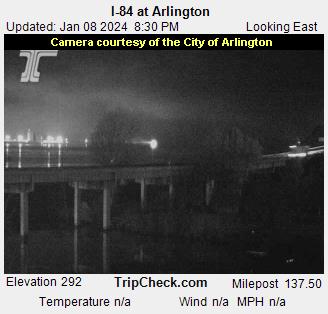 I-84 at Arlington
Updated: Jan 08 2024 8:30 PM Looking East
Camera courtesy of the City of Arlington
Elevation 292 TripCheck.com Milepost 137.50
Temperature n/a Wind n/a MPH n/a